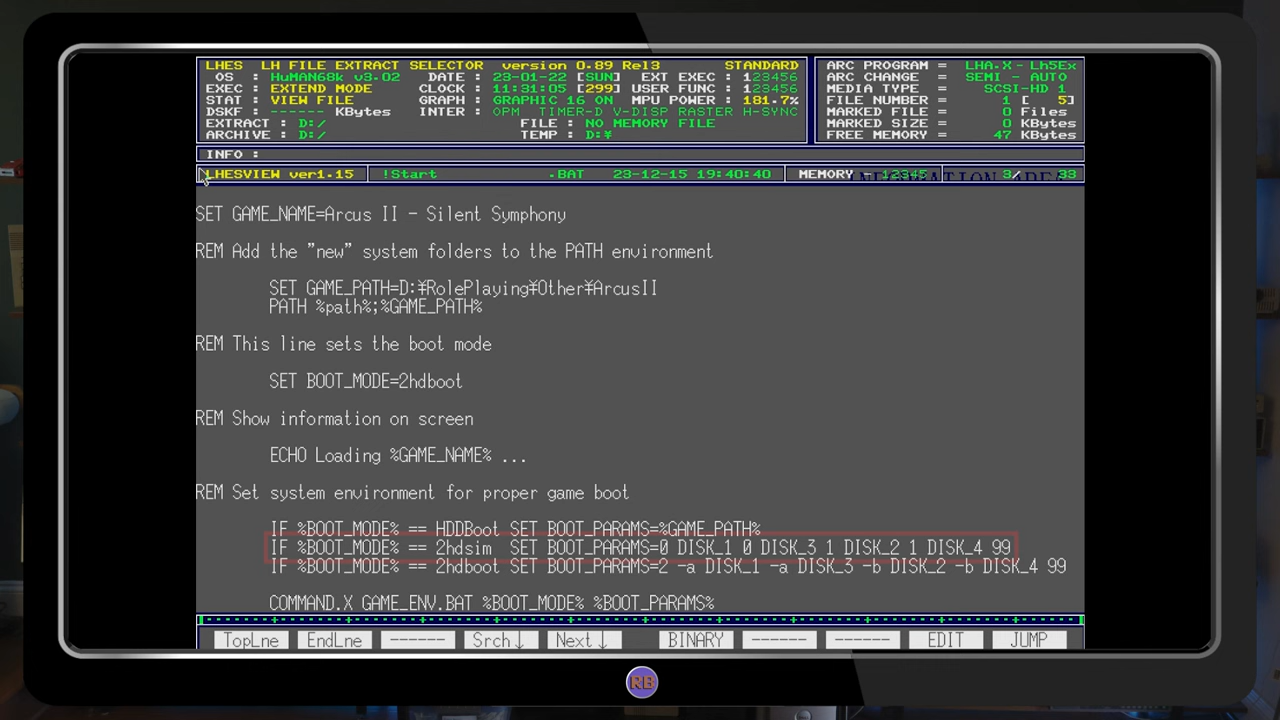 LHES LH FILE EXTRACT SELECTOR version 0.89 Rel3 STANDARD
OS : HuMAN68k v3.02 DATE : 23-01-22 [SUN] EXT EXEC : 123456
EXEC : EXTEND MODE CLOCK : 11:31:05 [299] USER FUNC : 123456
STAT : VIEW FILE GRAPH : GRAPHIC 16 ON MPU POWER : 181.7%
DSKF : ------ KBytes INTER : OPM TIMER-D V-DISP RASTER H-SYNC
EXTRACT : D:/ FILE : NO MEMORY FILE
ARCHIVE : D:/ TEMP : D:¥
ARC PROGRAM = LHA.X - Lh5Ex
ARC CHANGE = SEMI - AUTO
MEDIA TYPE = SCSI-HD 1
FILE NUMBER = 1 [ 5]
MARKED FILE = 0 Files
MARKED SIZE = 0 KBytes
FREE MEMORY = 47 KBytes
INFO :
LHESVIEW ver1.15 !Start .BAT 23-12-15 19:40:40 MEMORY - 12345 3/ 33
SET GAME_NAME=Arcus II - Silent Symphony
REM Add the "new" system folders to the PATH environment
SET GAME_PATH=D:¥RolePlaying¥Other¥ArcusII
PATH %path%;%GAME_PATH%
REM This line sets the boot mode
SET BOOT_MODE=2hdboot
REM Show information on screen
ECHO Loading %GAME_NAME% ...
REM Set system environment for proper game boot
IF %BOOT_MODE% == HDDBoot SET BOOT_PARAMS=%GAME_PATH%
IF %BOOT_MODE% == 2hdsim SET BOOT_PARAMS=0 DISK_1 0 DISK_3 1 DISK_2 1 DISK_4 99
IF %BOOT_MODE% == 2hdboot SET BOOT_PARAMS=2 -a DISK_1 -a DISK_3 -b DISK_2 -b DISK_4 99
COMMAND.X GAME_ENV.BAT %BOOT_MODE% %BOOT_PARAMS%
TopLne EndLne ------ Srch↓ Next↓ BINARY ------ ------ EDIT JUMP
RB